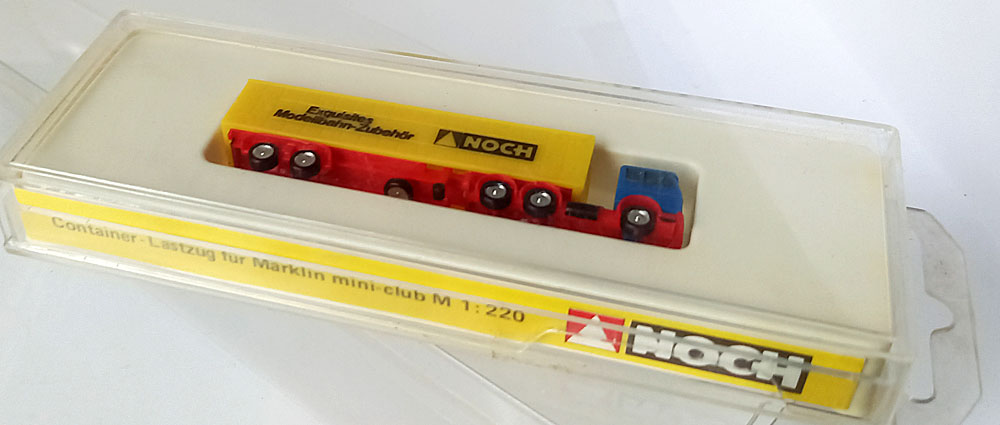 Exquisites
Modellbahn-Zubehör
NOCH
Container-Lastzug für Märklin mini-club M 1:220
NOCH